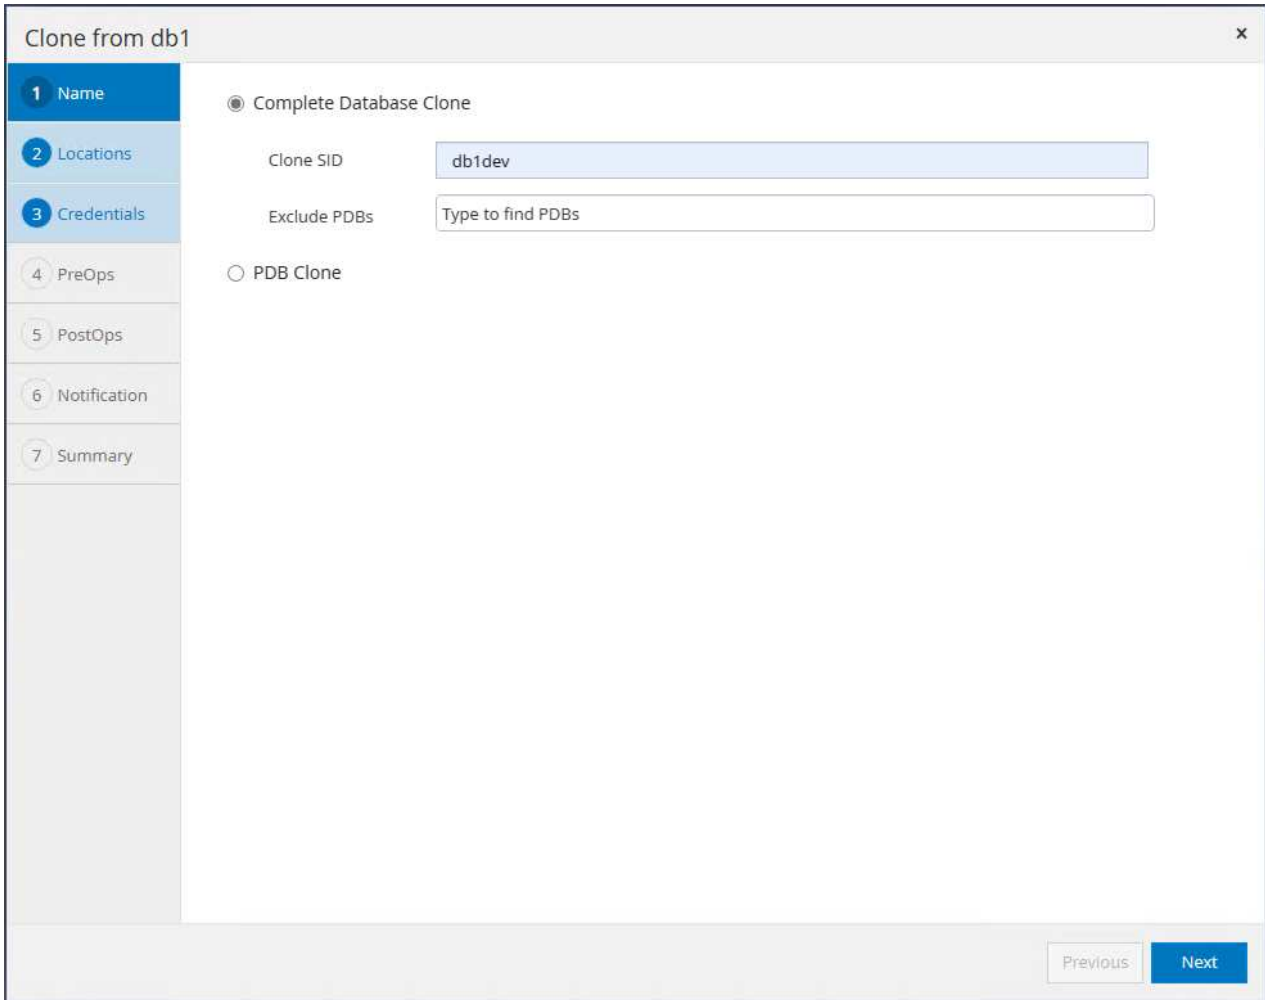 Clone from db1
×
1 Name
2 Locations
3 Credentials
4 PreOps
5 PostOps
6 Notification
7 Summary
Complete Database Clone
Clone SID db1dev
Exclude PDBs Type to find PDBs
PDB Clone
Previous Next